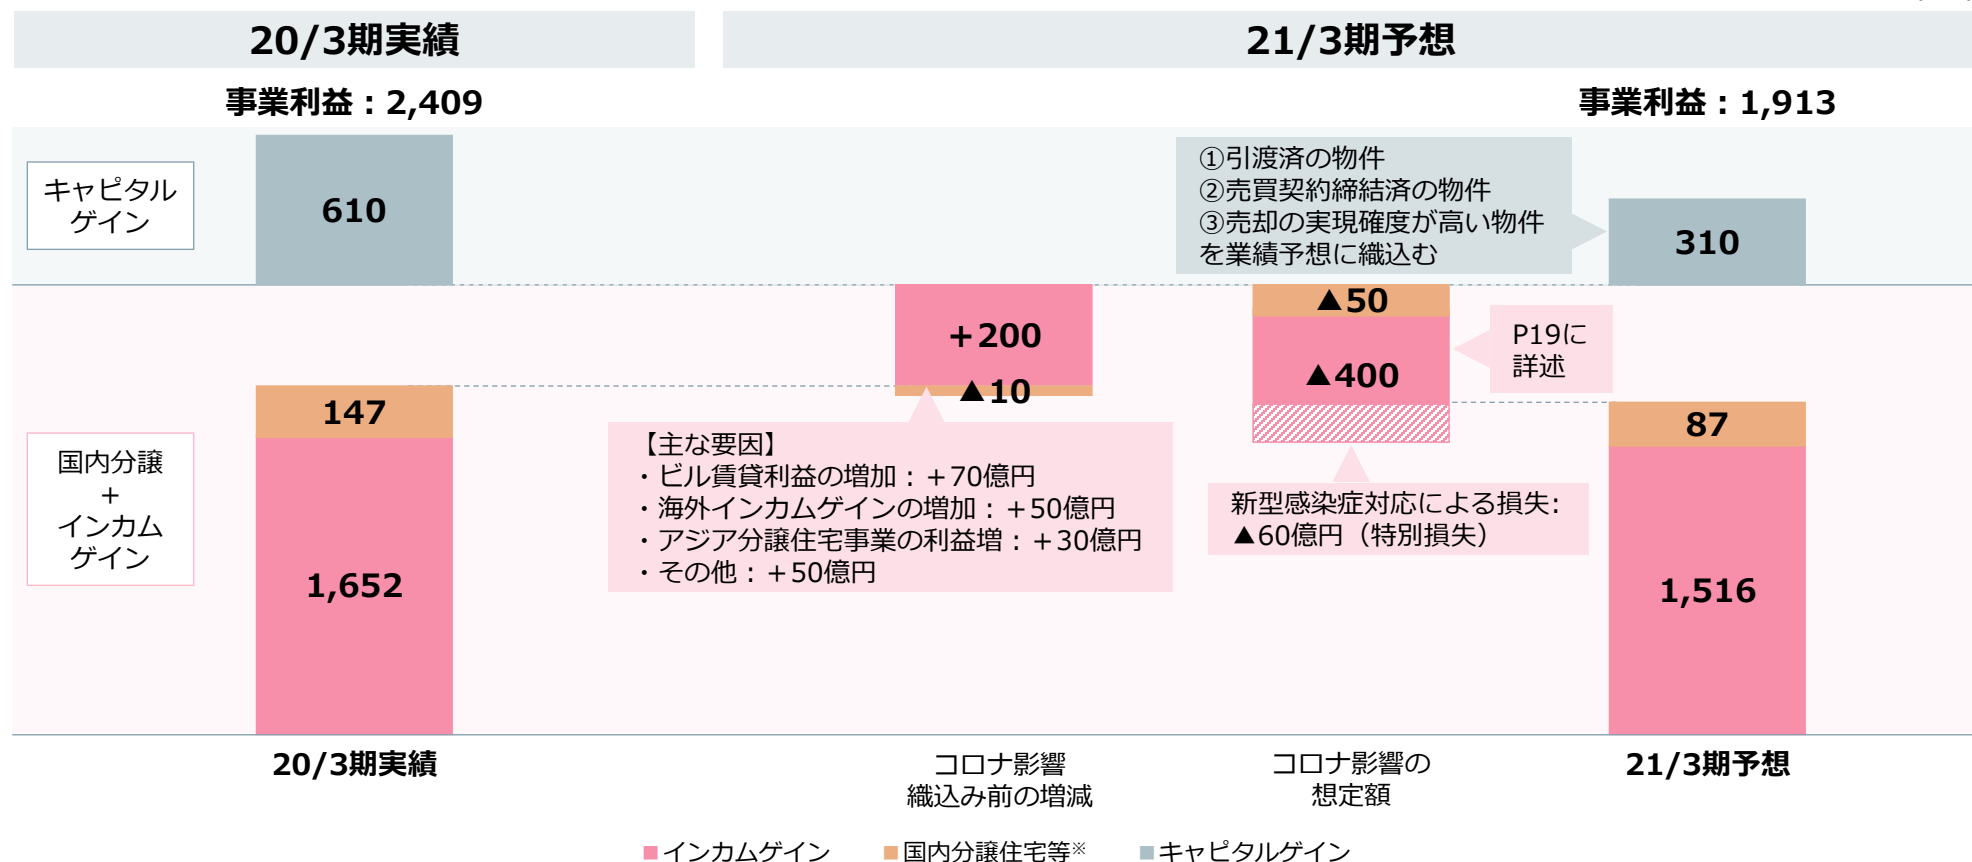 20/3期実績
21/3期予想
事業利益：2,409
事業利益：1,913
キャピタル
ゲイン
610
①引渡済の物件
②売買契約締結済の物件
③売却の実現確度が高い物件
を業績予想に織込む
310
+200
▲10
▲50
▲400
P19に
詳述
147
1,652
国内分譲
+
インカム
ゲイン
【主な要因】
・ビル賃貸利益の増加：+70億円
・海外インカムゲインの増加：+50億円
・アジア分譲住宅事業の利益増：+30億円
・その他：+50億円
新型感染症対応による損失:
▲60億円（特別損失）
87
1,516
20/3期実績
コロナ影響
織込み前の増減
コロナ影響の
想定額
21/3期予想
■インカムゲイン
■国内分譲住宅等※
■キャピタルゲイン